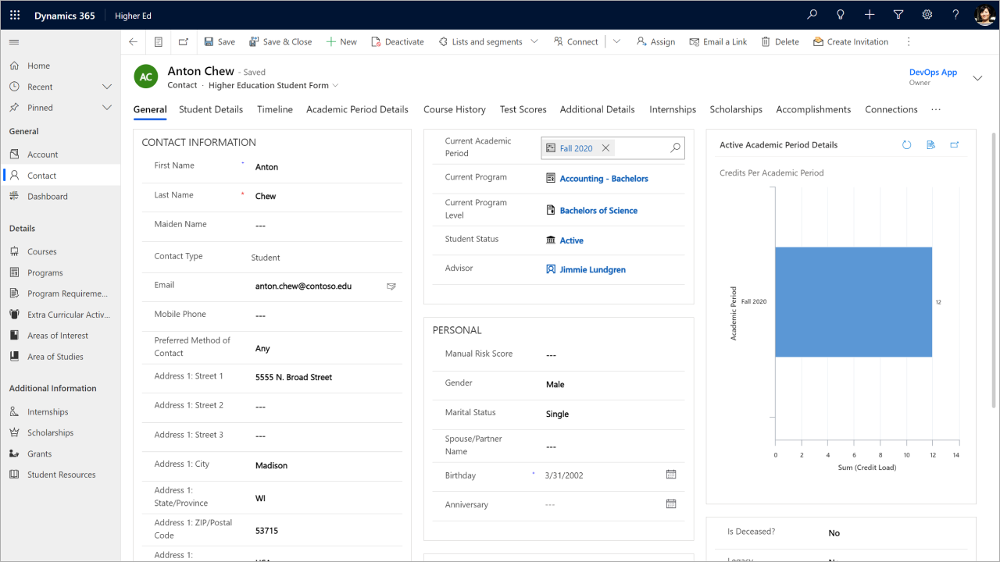 Dynamics 365
Higher Ed
Save
Save & Close
New
Deactivate
Lists and segments
Connect
Assign
Email a Link
Delete
Create Invitation
Home
Recent
Pinned
General
Account
Contact
Dashboard
Details
Courses
Programs
Program Requireme...
Extra Curricular Activ...
Areas of Interest
Area of Studies
Additional Information
Internships
Scholarships
Grants
Student Resources
AC
Anton Chew - Saved
Contact · Higher Education Student Form
DevOps App
Owner
General
Student Details
Timeline
Academic Period Details
Course History
Test Scores
Additional Details
Internships
Scholarships
Accomplishments
Connections
...
CONTACT INFORMATION
First Name * Anton
Last Name * Chew
Maiden Name ---
Contact Type Student
Email anton.chew@contoso.edu
Mobile Phone ---
Preferred Method of
Contact
Any
Address 1: Street 1 5555 N. Broad Street
Address 1: Street 2 ---
Address 1: Street 3 ---
Address 1: City Madison
Address 1:
State/Province
WI
Address 1: ZIP/Postal
Code
53715
Address 1:
Current Academic
Period
Fall 2020
Current Program Accounting - Bachelors
Current Program
Level
Bachelors of Science
Student Status Active
Advisor Jimmie Lundgren
PERSONAL
Manual Risk Score ---
Gender Male
Marital Status Single
Spouse/Partner
Name
---
Birthday * 3/31/2002
Anniversary ---
Active Academic Period Details
Credits Per Academic Period
Academic Period
Fall 2020
12
0 2 4 6 8 10 12 14
Sum (Credit Load)
Is Deceased? No